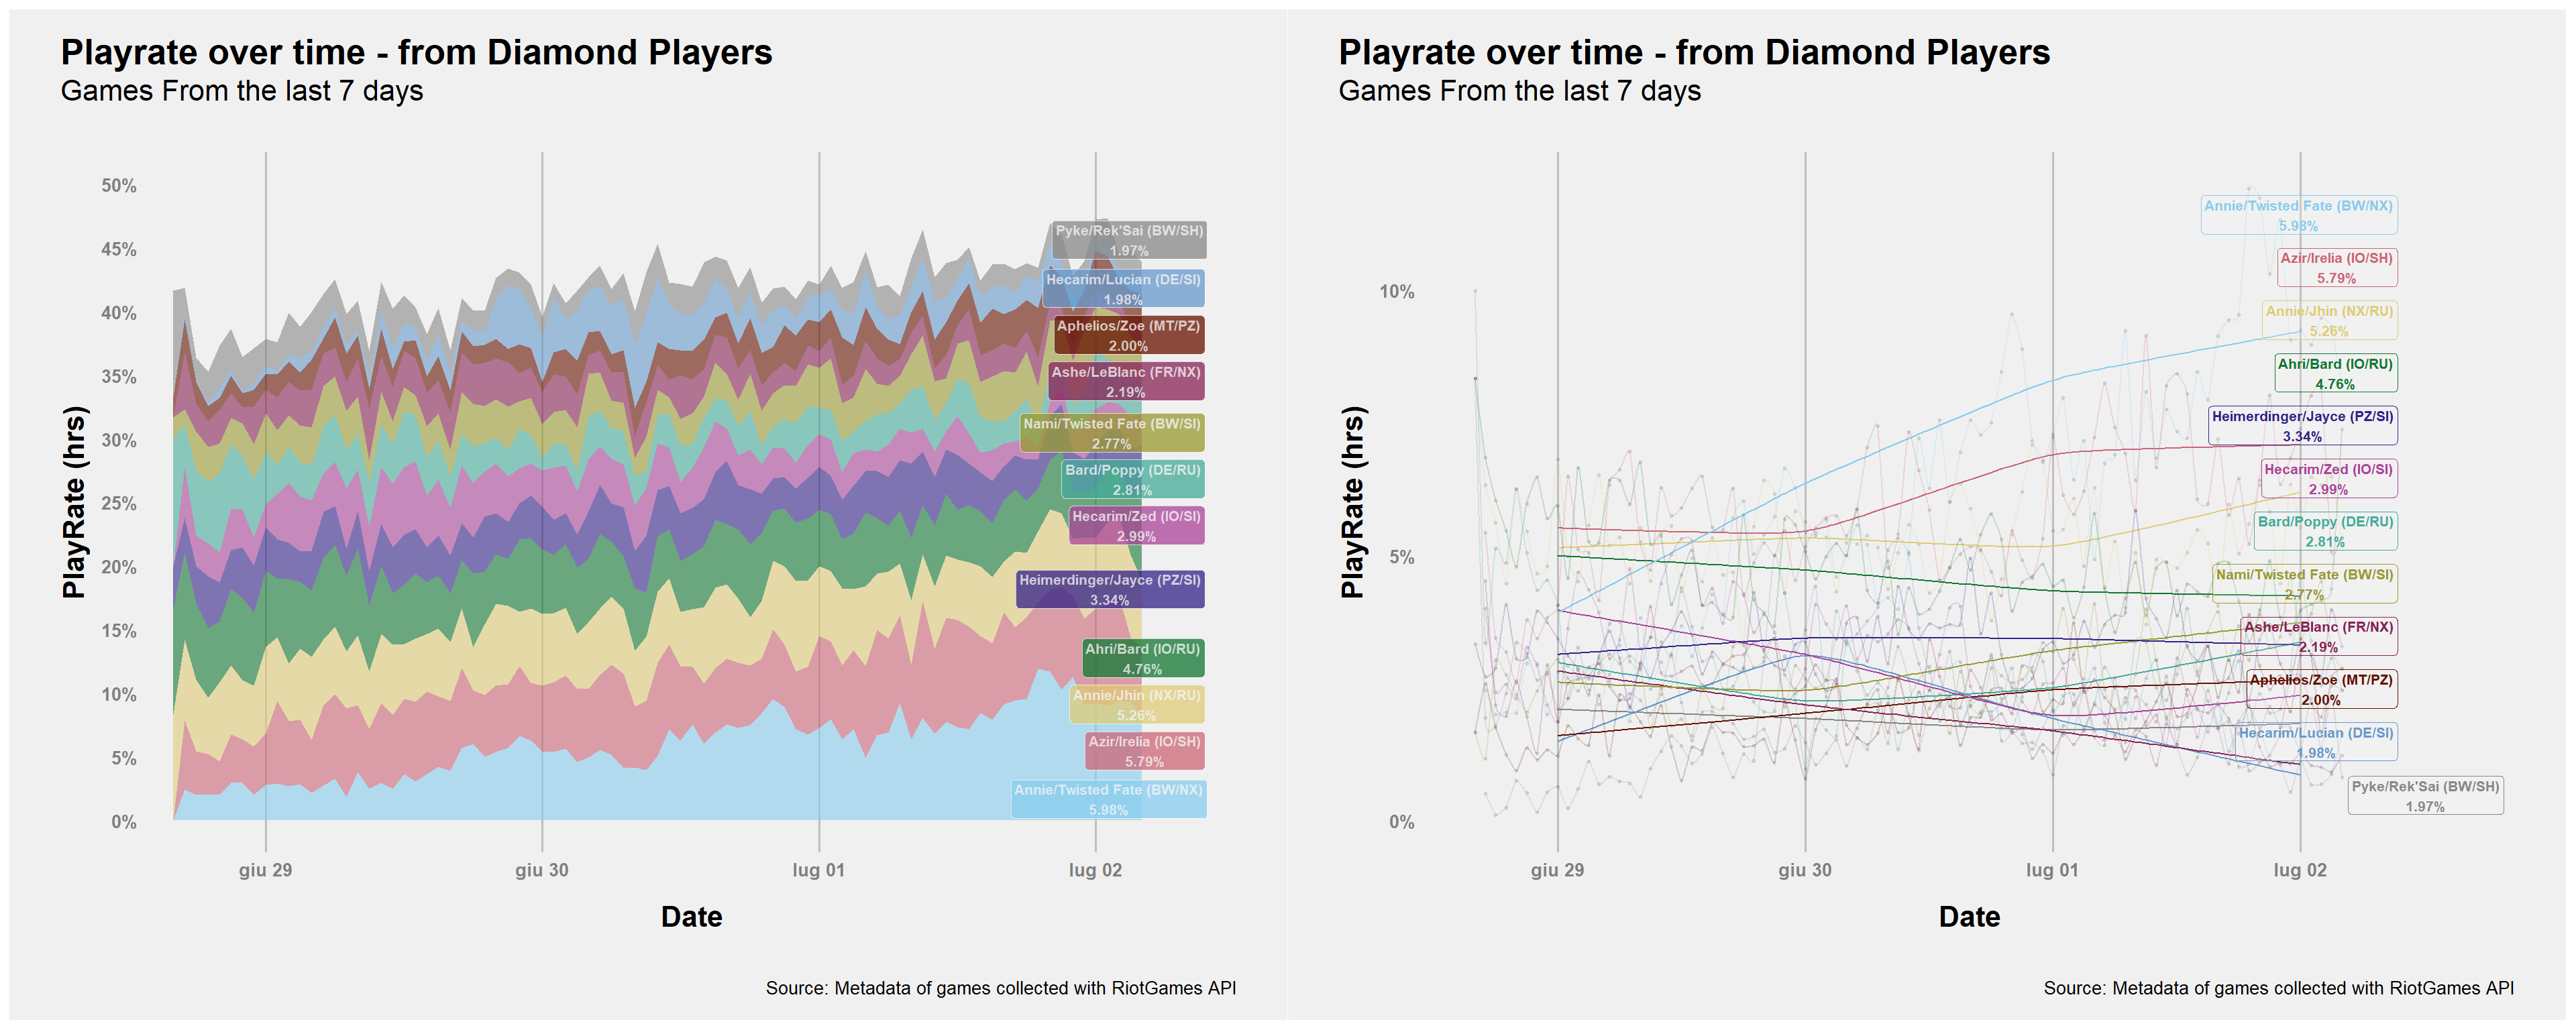 Playrate over time - from Diamond Players
Games From the last 7 days
PlayRate (hrs)
50%
45%
40%
35%
30%
25%
20%
15%
10%
5%
0%
Pyke/Rek'Sai (BW/SH)
1.97%
Hecarim/Lucian (DE/SI)
1.98%
Aphelios/Zoe (MT/PZ)
2.00%
Ashe/LeBlanc (FR/NX)
2.19%
Nami/Twisted Fate (BW/SI)
2.77%
Bard/Poppy (DE/RU)
2.81%
Hecarim/Zed (IO/SI)
2.99%
Heimerdinger/Jayce (PZ/SI)
3.34%
Ahri/Bard (IO/RU)
4.76%
Annie/Jhin (NX/RU)
5.26%
Azir/Irelia (IO/SH)
5.79%
Annie/Twisted Fate (BW/NX)
5.98%
giu 29
giu 30
lug 01
lug 02
Date
Source: Metadata of games collected with RiotGames API
Playrate over time - from Diamond Players
Games From the last 7 days
PlayRate (hrs)
10%
5%
0%
Annie/Twisted Fate (BW/NX)
5.98%
Azir/Irelia (IO/SH)
5.79%
Annie/Jhin (NX/RU)
5.26%
Ahri/Bard (IO/RU)
4.76%
Heimerdinger/Jayce (PZ/SI)
3.34%
Hecarim/Zed (IO/SI)
2.99%
Bard/Poppy (DE/RU)
2.81%
Nami/Twisted Fate (BW/SI)
2.77%
Ashe/LeBlanc (FR/NX)
2.19%
Aphelios/Zoe (MT/PZ)
2.00%
Hecarim/Lucian (DE/SI)
1.98%
Pyke/Rek'Sai (BW/SH)
1.97%
giu 29
giu 30
lug 01
lug 02
Date
Source: Metadata of games collected with RiotGames API